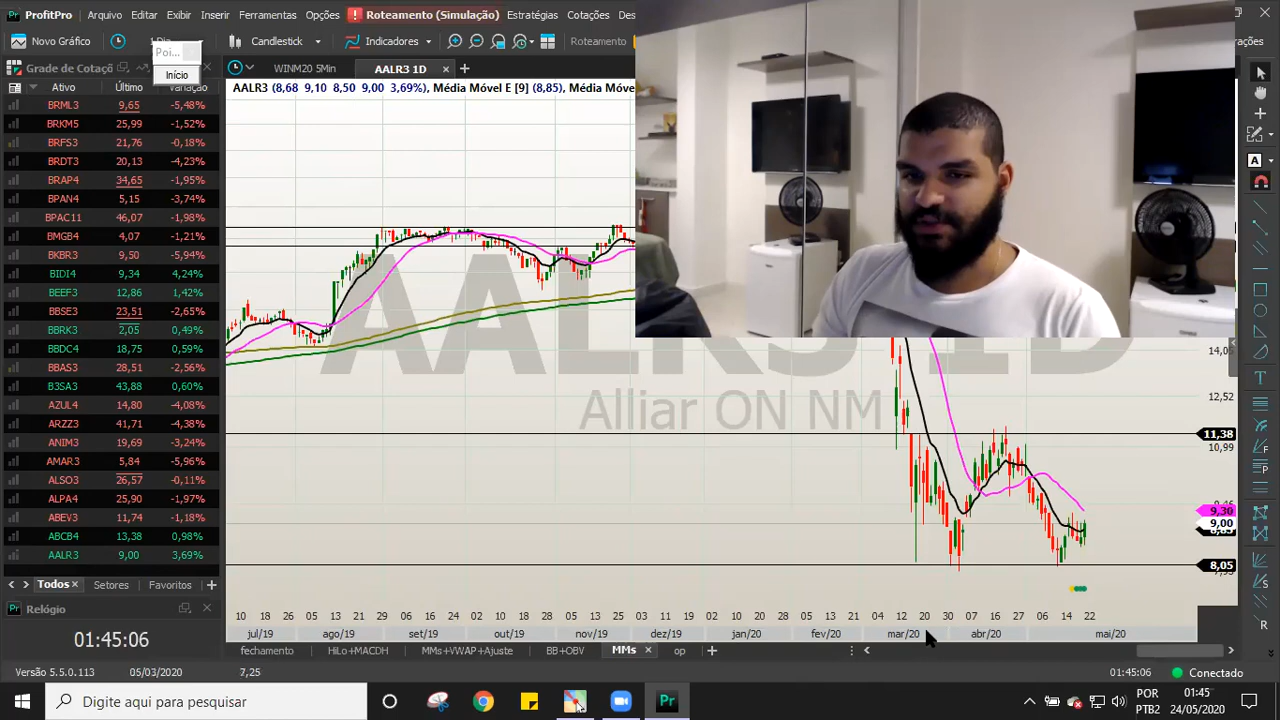 ProfitPro
Arquivo Editar Exibir Inserir Ferramentas Opções Roteamento (Simulação) Estratégias Cotações Des
Novo Gráfico Candlestick Indicadores Roteamento
Poi...
Início
Grade de Cotaçõ
WINM20 5Min AALR3 1D
Ativo Último Variação
AALR3 (8,68 9,10 8,50 9,00 3,69%), Média Móvel E [9] (8,85), Média Móve
BRML3 9,65 -5,48%
BRKM5 25,99 -1,52%
BRFS3 21,76 -0,18%
BRDT3 20,13 -4,23%
BRAP4 34,65 -1,95%
BPAN4 5,15 -3,74%
BPAC11 46,07 -1,98%
BMGB4 4,07 -1,21%
BKBR3 9,50 -5,94%
BIDI4 9,34 4,24%
BEEF3 12,86 1,42%
BBSE3 23,51 -2,65%
BBRK3 2,05 0,49%
BBDC4 18,75 0,59%
BBAS3 28,51 -2,56%
B3SA3 43,88 0,60%
AZUL4 14,80 -4,08%
ARZZ3 41,71 -4,38%
ANIM3 19,69 -3,24%
AMAR3 5,84 -5,96%
ALSO3 26,57 -0,11%
ALPA4 25,90 -1,97%
ABEV3 11,74 -1,18%
ABCB4 13,38 0,98%
AALR3 9,00 3,69%
AALR3 1D
Alliar ON NM
12,52
11,38
10,99
9,30
9,00
8,05
Todos Setores Favoritos
Relógio
01:45:06
10 18 26 05 13 21 29 06 16 24 02 10 18 28 05 13 25 03 11 19 02 10 20 28 05 13 21 04 12 20 30 07 16 27 06 14 22
jul/19 ago/19 set/19 out/19 nov/19 dez/19 jan/20 fev/20 mar/20 abr/20 mai/20
fechamento HiLo+MACDH MMs+VWAP+Ajuste BB+OBV MMs op
Versão 5.5.0.113 05/03/2020 7,25 01:45:06 Conectado
Digite aqui para pesquisar
POR
PTB2
01:45
24/05/2020